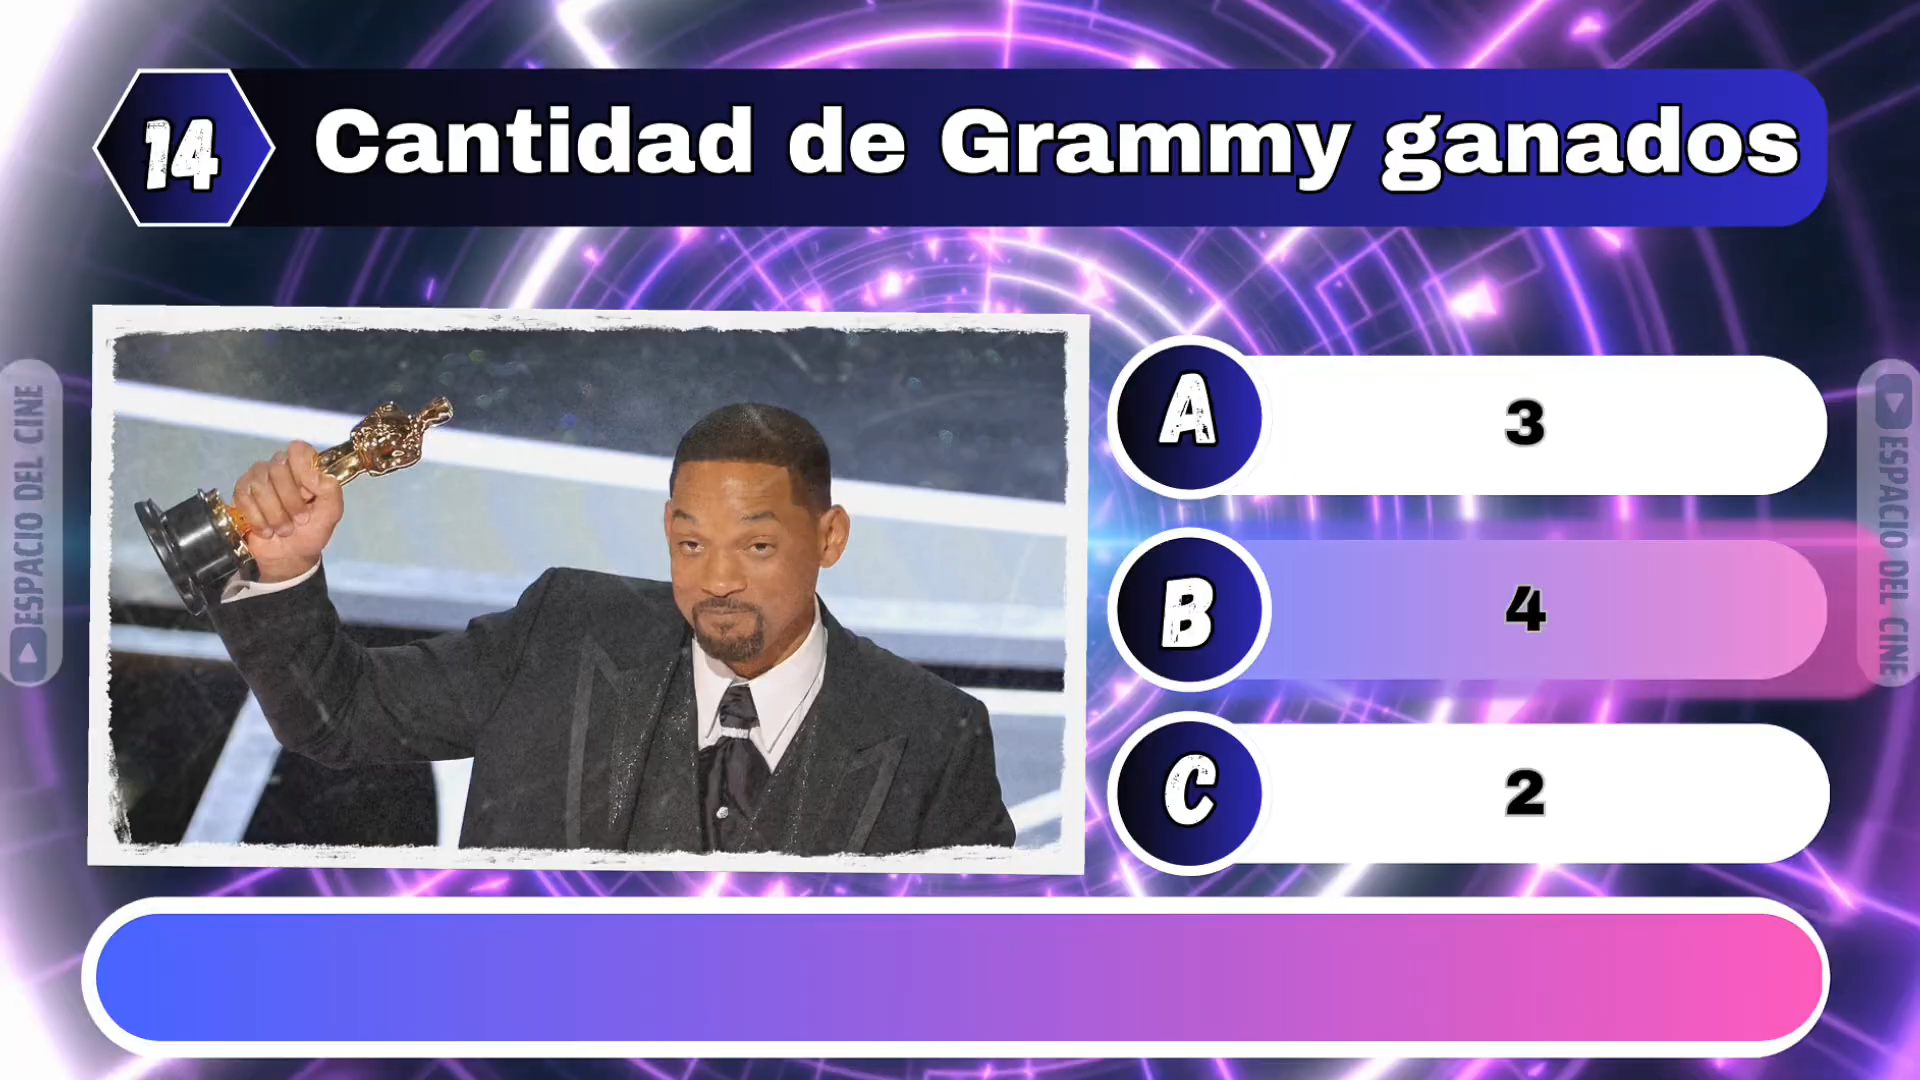 14
Cantidad de Grammy ganados
A
3
B
4
C
2
ESPACIO DEL CINE
ESPACIO DEL CINE